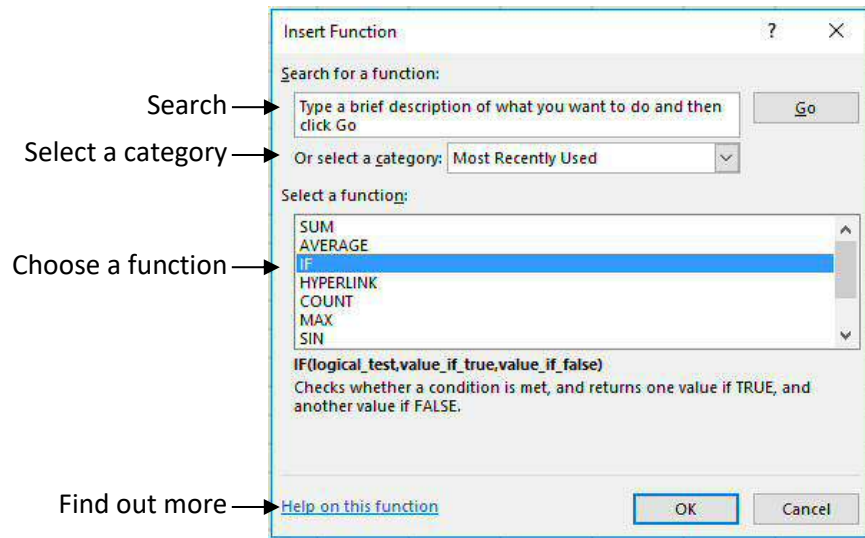 Insert Function
?
Search for a function:
Search
Type a brief description of what you want to do and then
click Go
Go
Select a category
Or select a category: Most Recently Used
Select a function:
SUM
AVERAGE
Choose a function
IF
HYPERLINK
COUNT
MAX
SIN
IF(logical_test,value_if_true,value_if_false)
Checks whether a condition is met, and returns one value if TRUE, and
another value if FALSE.
Find out more
Help on this function
OK
Cancel